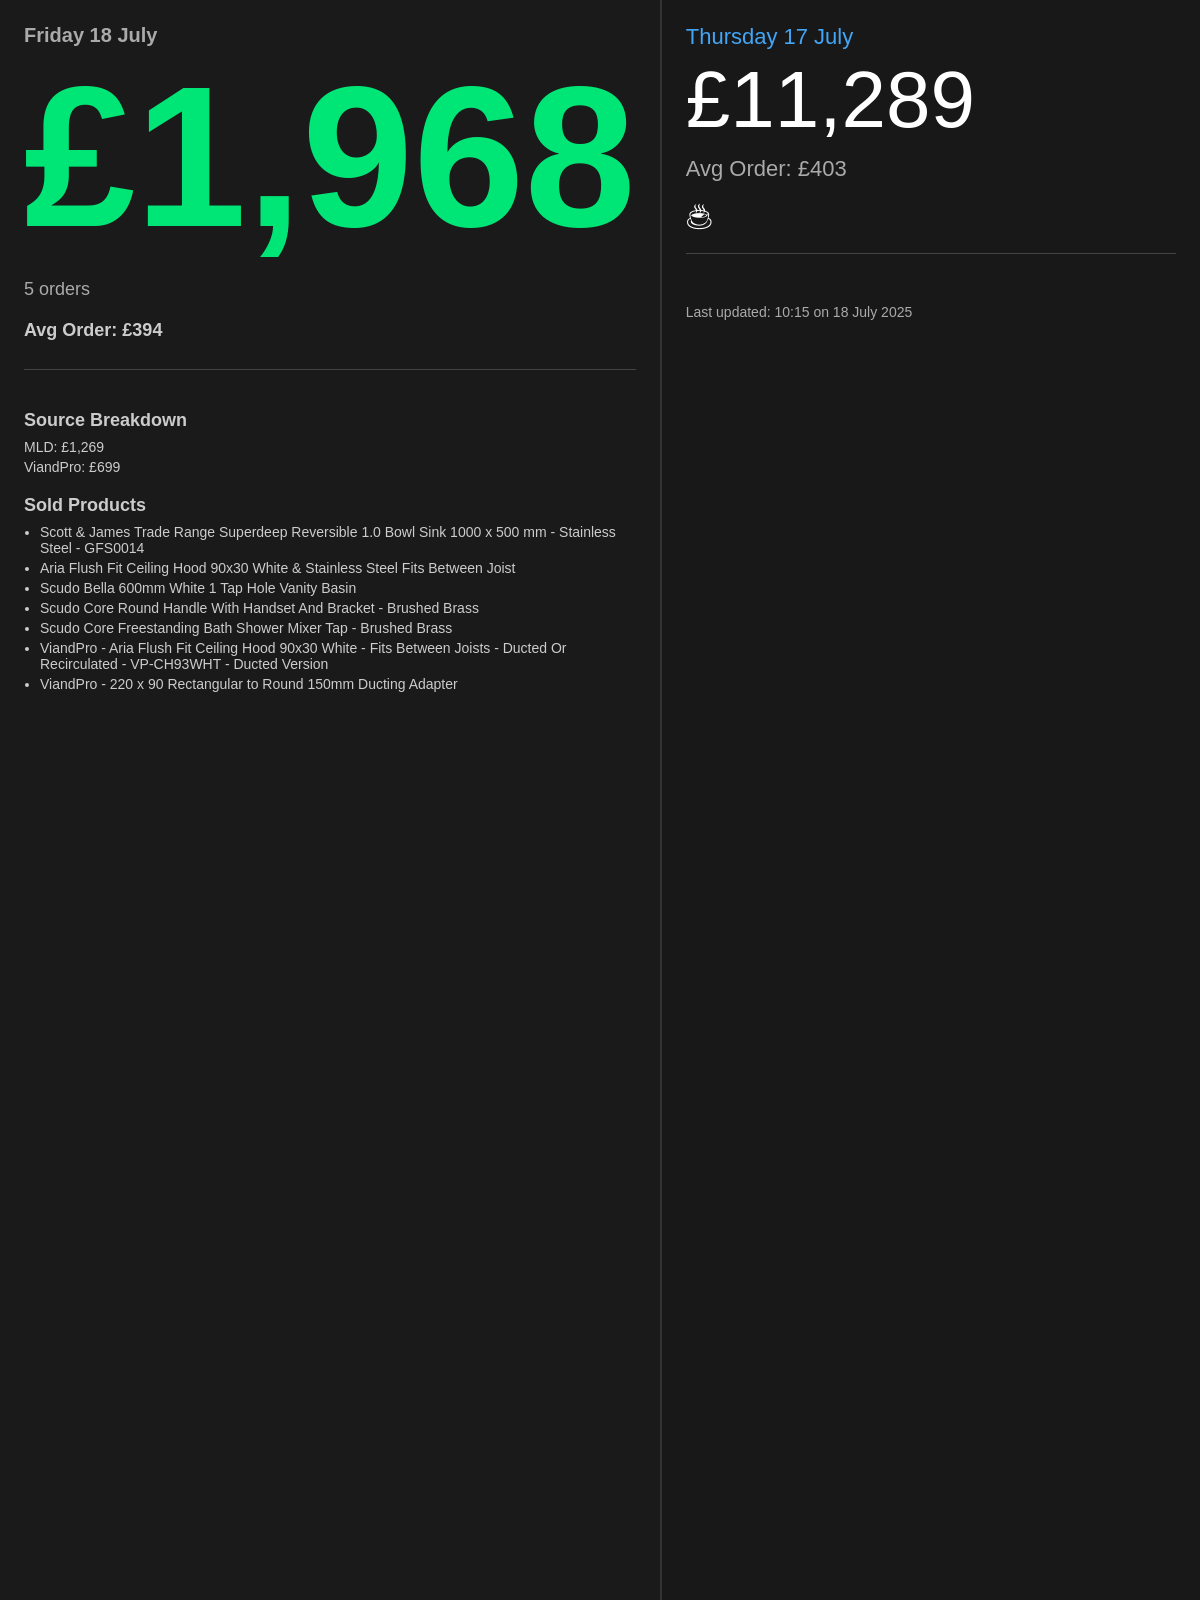 Friday 18 July
£1,968
5 orders
Avg Order: £394
Source Breakdown
MLD: £1,269
ViandPro: £699
Sold Products
• Scott & James Trade Range Superdeep Reversible 1.0 Bowl Sink 1000 x 500 mm - Stainless
Steel - GFS0014
• Aria Flush Fit Ceiling Hood 90x30 White & Stainless Steel Fits Between Joist
• Scudo Bella 600mm White 1 Tap Hole Vanity Basin
• Scudo Core Round Handle With Handset And Bracket - Brushed Brass
• Scudo Core Freestanding Bath Shower Mixer Tap - Brushed Brass
• ViandPro - Aria Flush Fit Ceiling Hood 90x30 White - Fits Between Joists - Ducted Or
Recirculated - VP-CH93WHT - Ducted Version
• ViandPro - 220 x 90 Rectangular to Round 150mm Ducting Adapter
Thursday 17 July
£11,289
Avg Order: £403
☕
Last updated: 10:15 on 18 July 2025